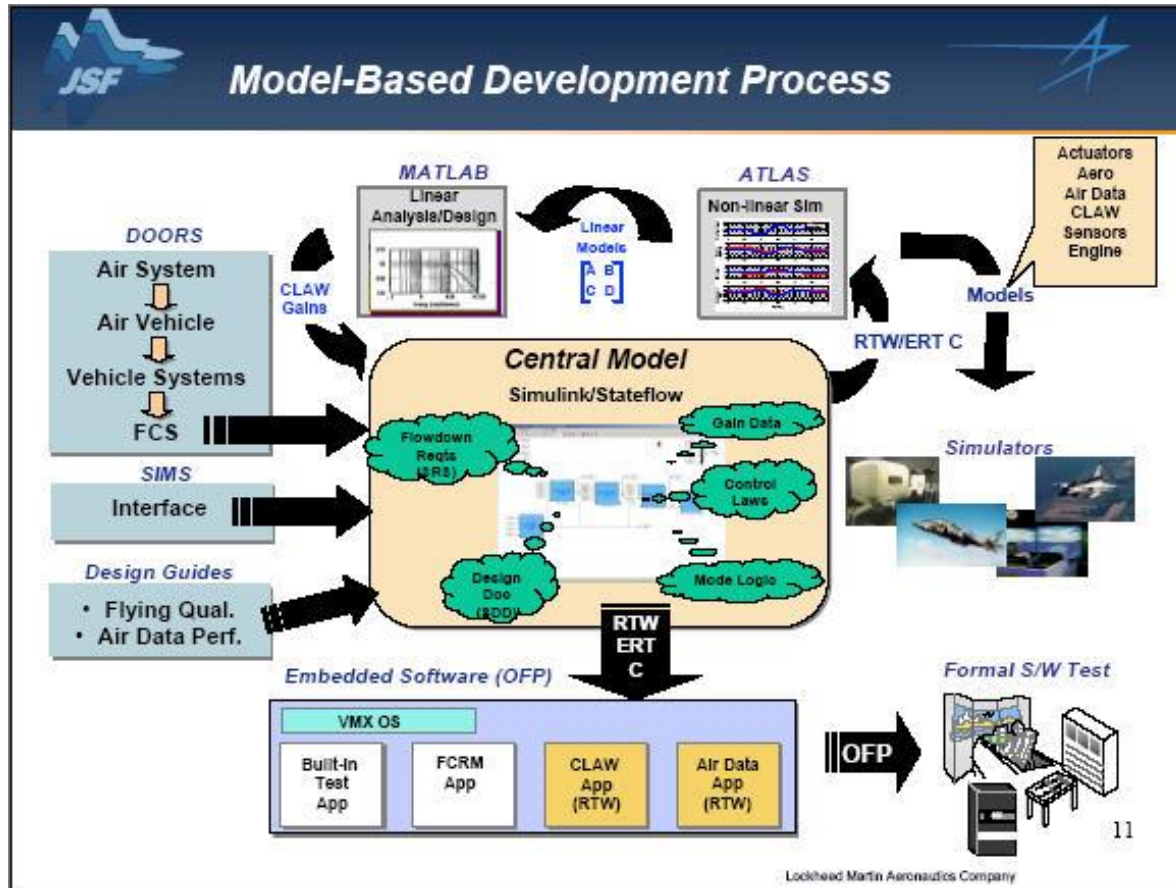 JSF
Model-Based Development Process
Actuators
Aero
Air Data
CLAW
Sensors
Engine
MATLAB
Linear
Analysis/Design
ATLAS
Non-linear Sim
Linear
Models
A B
C D
Models
RTW/ERT C
DOORS
Air System
Air Vehicle
Vehicle Systems
FCS
CLAW
Gains
SIMS
Interface
Design Guides
• Flying Qual.
• Air Data Perf.
Central Model
Simulink/Stateflow
Flowdown
Reqts
(SRS)
Gain Data
Control
Laws
Design
Doc
(SDD)
Mode Logic
Simulators
RTW
ERT
C
Embedded Software (OFP)
VMX OS
Built-In
Test
App
FCRM
App
CLAW
App
(RTW)
Air Data
App
(RTW)
OFP
Formal S/W Test
11
Lockheed Martin Aeronautics Company